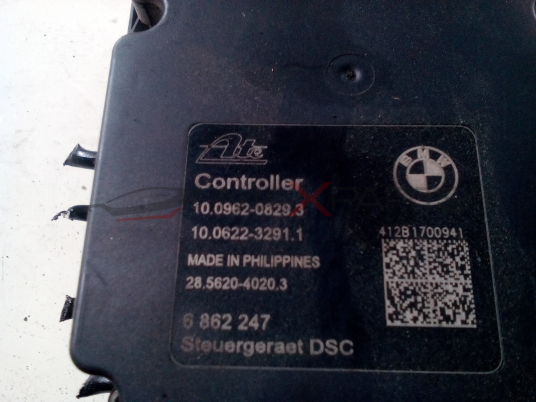 Ate
BMW
Controller
10.0962-0829.3
10.0622-3291.1
412B1700941
MADE IN PHILIPPINES
28.5620-4020.3
6 862 247
Steuergeraet DSC